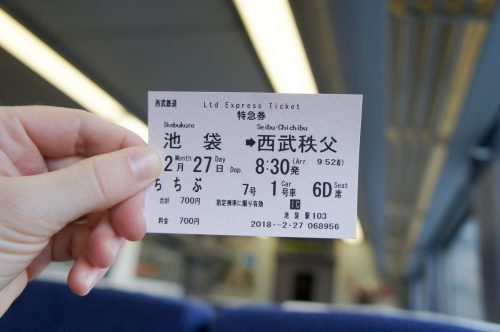 西武鉄道 Ltd.Express Ticket
特急券
Ikebukuro Seibu-Chichibu
池袋 ➡ 西武秩父
2 Month 月 27 Day 日 Dep. 8:30発 (Arr 9:52着)
ちちぶ 7号 1 Car 号車 6D Seat 席
合計 700円 指定列車に限り有効 IC
池袋駅103
料金 700円 2018.-2.-27 068956